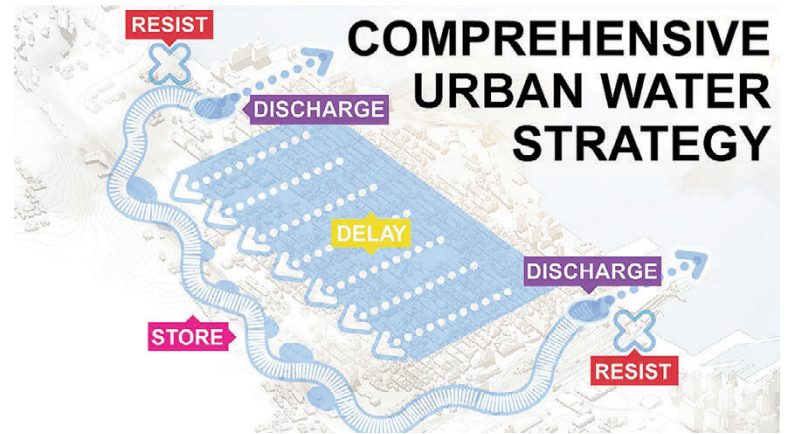 RESIST
COMPREHENSIVE
URBAN WATER
STRATEGY
DISCHARGE
DELAY
DISCHARGE
STORE
RESIST